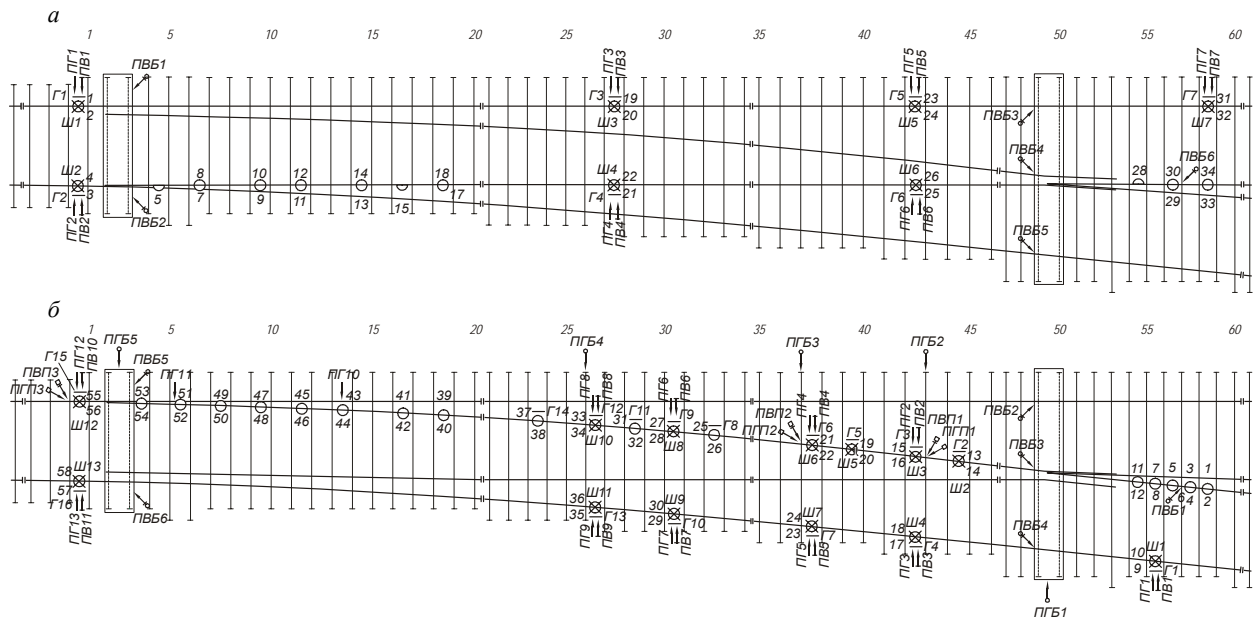 а
1 5 10 15 20 25 30 35 40 45 50 55 60
ПГ1 ПВ1 ПВБ1 ПГ3 ПВ3 ПГ5 ПВ5 ПГ7 ПВ7
Г1 1 Г3 19 Г5 23 ПВБ3 Г7 31
Ш1 2 Ш3 20 Ш5 24 Ш7 32
ПВБ4 ПВБ6
Ш2 4 8 10 12 14 18 Ш4 22 Ш6 26 28 30 34
Г2 3 5 7 9 11 13 15 17 Г4 21 Г6 25 29 33
ПГ2 ПВ2 ПВБ2 ПГ4 ПВ4 ПГ6 ПВ6 ПВБ5
б
1 5 10 15 20 25 30 35 40 45 50 55 60
ПГБ5 ПГБ4 ПГБ3 ПГБ2
ПВП3 ПГП3 Г15 ПГ12 ПВ10 ПВБ5 ПГ11 ПГ10 ПГ8 ПВ8 ПГ6 ПВ6 ПГ4 ПВ4 ПГ2 ПВ2 ПВБ2
55 53 51 49 47 45 43 41 39 37 Г14 33 Г12 31 Г11 27 Г9 25 Г8 ПВП2 ПГП2 21 Г6 Г5 19 15 Г3 ПВП1 ПГП1 Г2 13 ПВБ3
56 54 52 50 48 46 44 42 40 38 34 32 28 26 22 20 16 14
Ш12 Ш10 Ш8 Ш6 Ш5 Ш3 Ш2
58 Ш13 11 7 5 3 1
57 12 8 6 4 2
Г16 ПВБ1
ПГ13 ПВ11 ПВБ6 36 Ш11 30 Ш9 24 Ш7 18 Ш4 ПВБ4 10 Ш1
35 Г13 29 Г10 23 Г7 17 Г4 9 Г1
ПГ9 ПВ9 ПГ7 ПВ7 ПГ5 ПВ5 ПГ3 ПВ3 ПГ1 ПВ1
ПГБ1